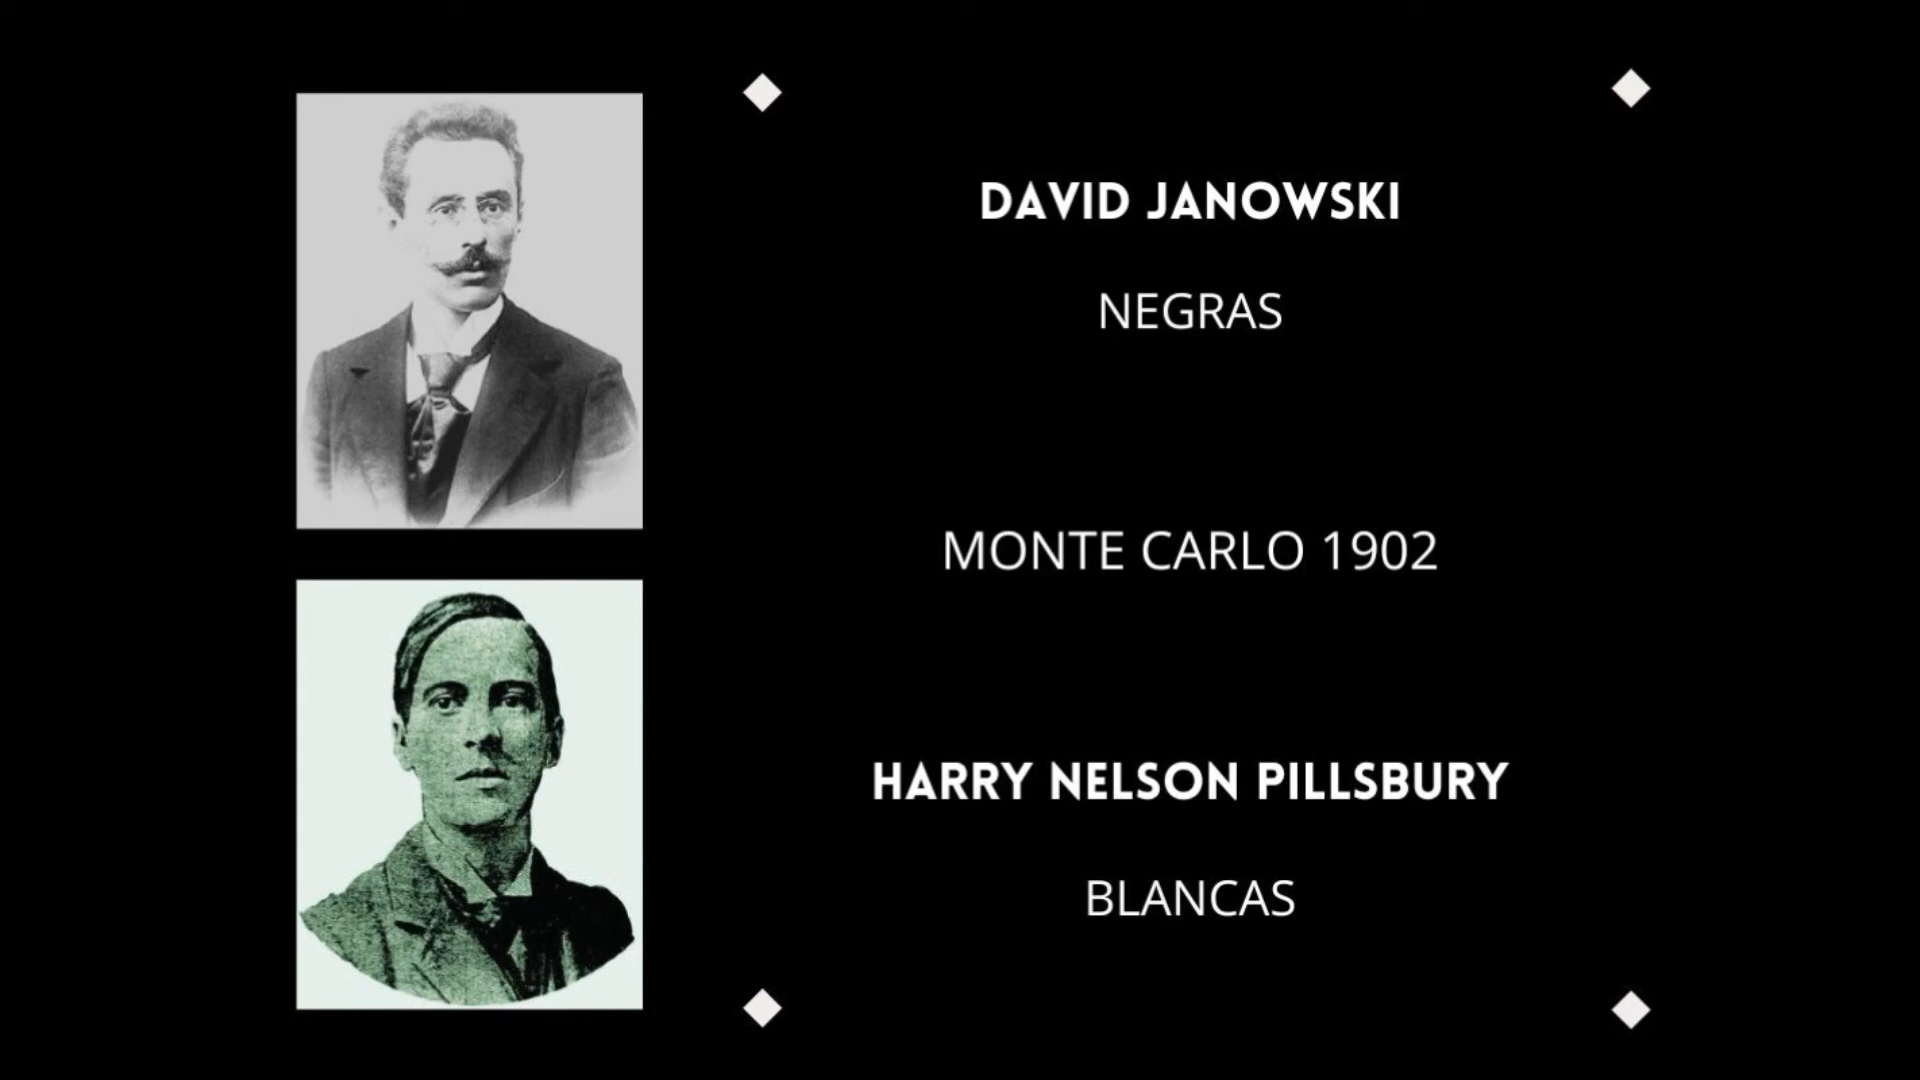 DAVID JANOWSKI
NEGRAS
MONTE CARLO 1902
HARRY NELSON PILLSBURY
BLANCAS